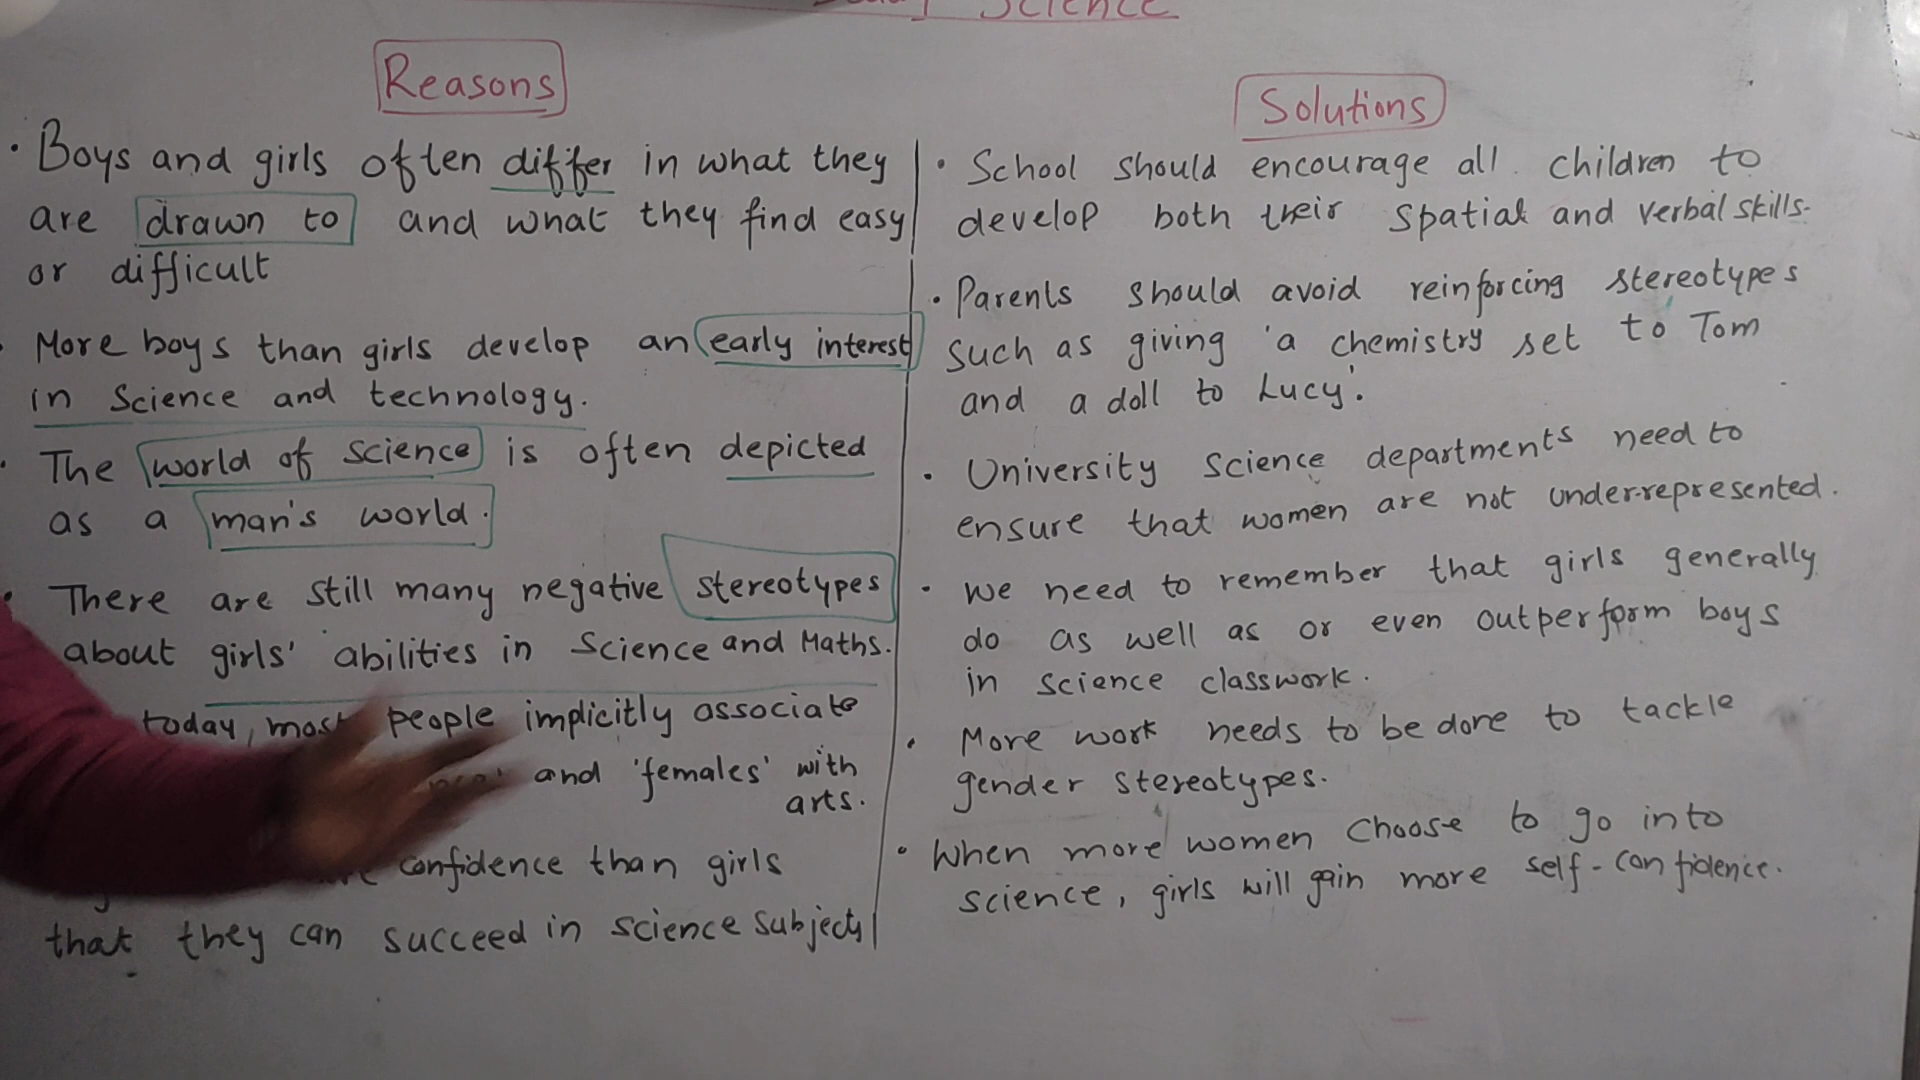 Science
Reasons
• Boys and girls often differ in what they
are drawn to and what they find easy
or difficult
• More boys than girls develop an early interest
in Science and technology.
• The world of science is often depicted
as a man's world.
• There are still many negative stereotypes
about girls' abilities in Science and Maths.
today, most people implicitly associate
and 'females' with
arts.
confidence than girls
that they can succeed in science subjects
Solutions
• School should encourage all children to
develop both their spatial and verbal skills.
• Parents should avoid reinforcing stereotypes
such as giving 'a chemistry set to Tom
and a doll to Lucy'.
• University Science departments need to
ensure that women are not under-represented.
• we need to remember that girls generally
do as well as or even outperform boys
in science classwork.
• More work needs to be done to tackle
gender stereotypes.
• When more women choose to go into
science, girls will gain more self-confidence.